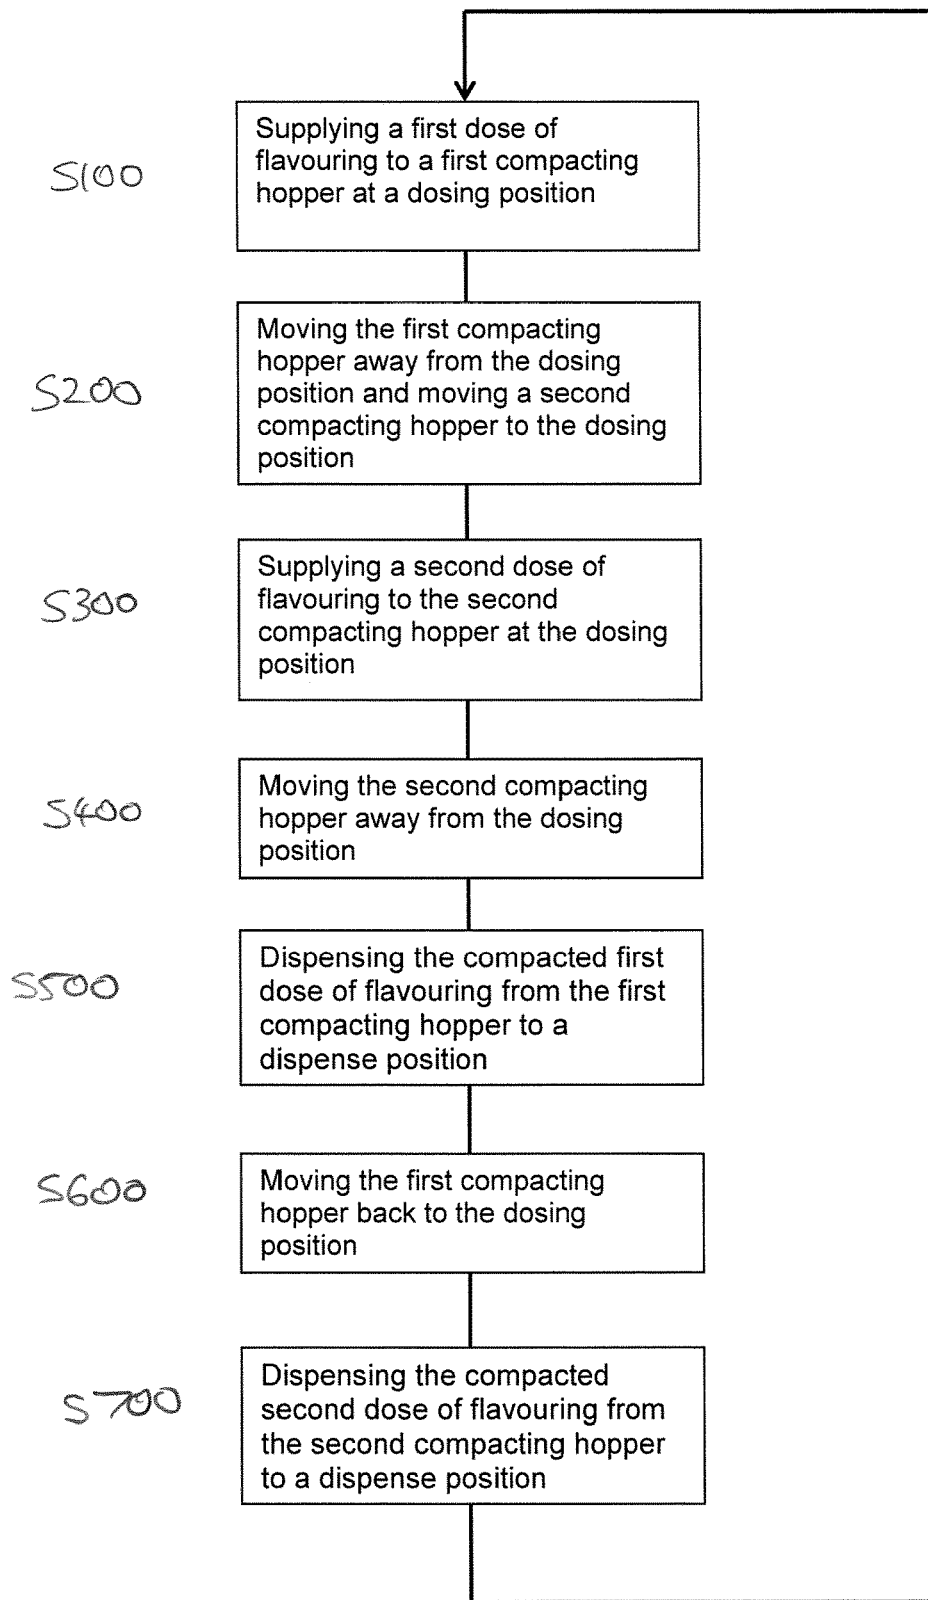 S100
Supplying a first dose of
flavouring to a first compacting
hopper at a dosing position
S200
Moving the first compacting
hopper away from the dosing
position and moving a second
compacting hopper to the dosing
position
S300
Supplying a second dose of
flavouring to the second
compacting hopper at the dosing
position
S400
Moving the second compacting
hopper away from the dosing
position
S500
Dispensing the compacted first
dose of flavouring from the first
compacting hopper to a
dispense position
S600
Moving the first compacting
hopper back to the dosing
position
S700
Dispensing the compacted
second dose of flavouring from
the second compacting hopper
to a dispense position